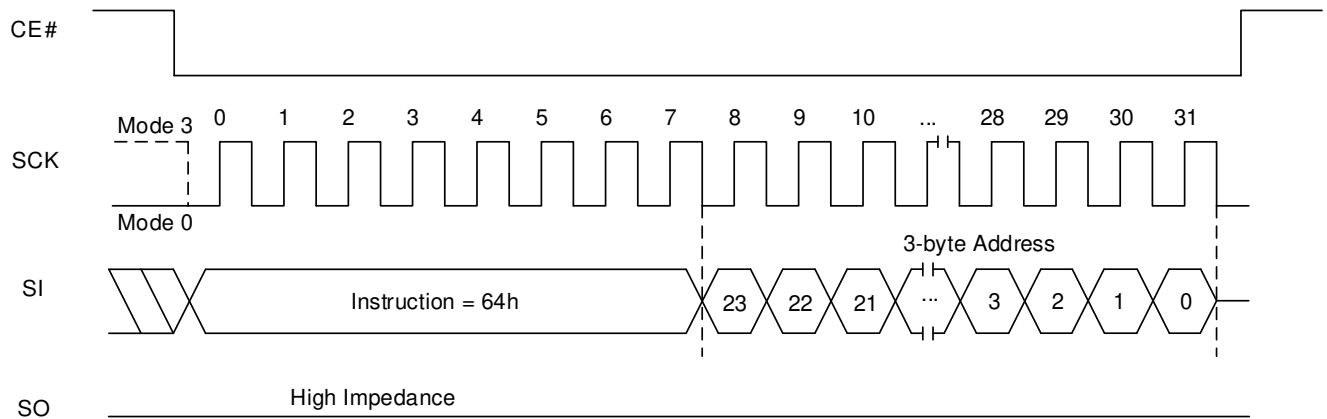 CE#
Mode 3
0 1 2 3 4 5 6 7 8 9 10 ... 28 29 30 31
SCK
Mode 0
3-byte Address
SI
Instruction = 64h
23 22 21 ... 3 2 1 0
High Impedance
SO